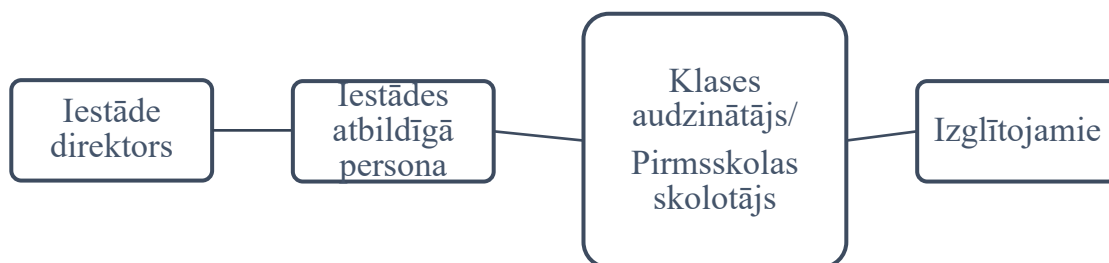 Iestāde
direktors
Iestādes
atbildīgā
persona
Klases
audzinātājs/
Pirmsskolas
skolotājs
Izglītojamie